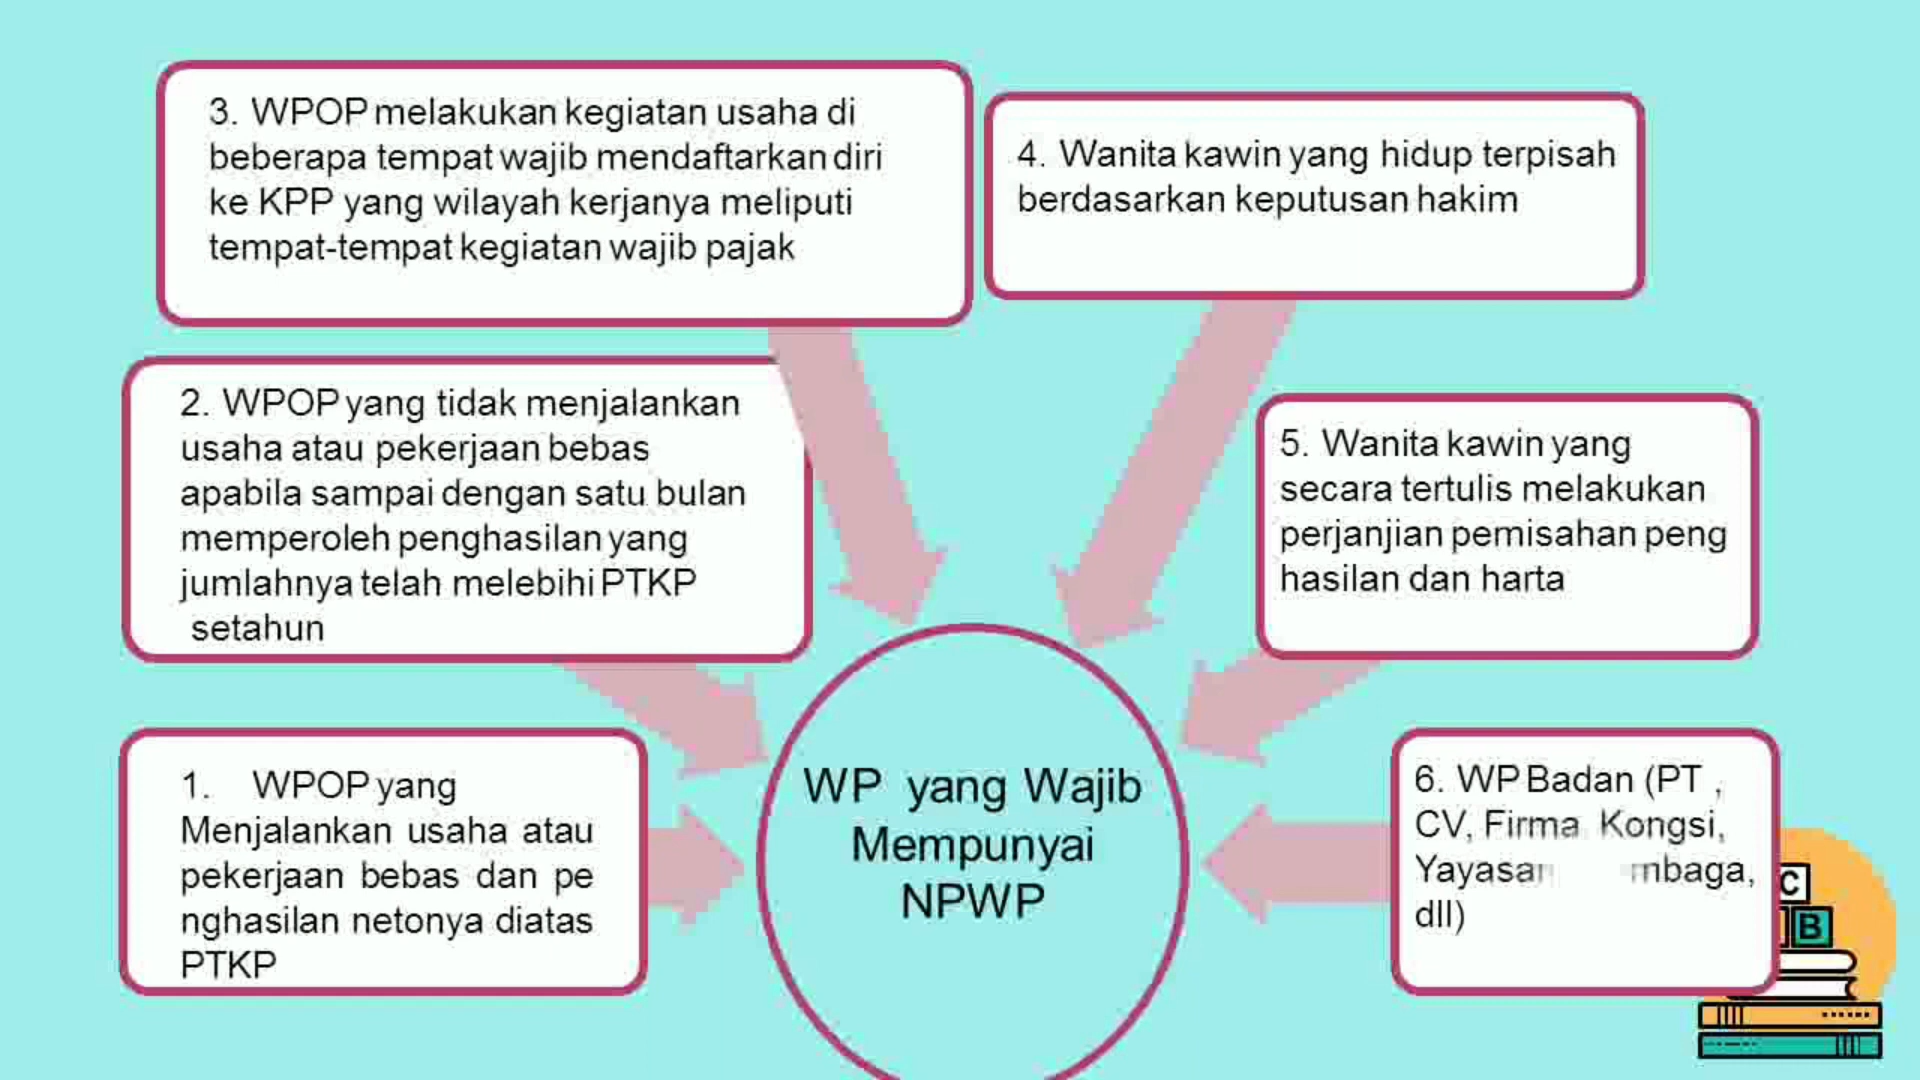 3. WPOP melakukan kegiatan usaha di
beberapa tempat wajib mendaftarkan diri
ke KPP yang wilayah kerjanya meliputi
tempat-tempat kegiatan wajib pajak
4. Wanita kawin yang hidup terpisah
berdasarkan keputusan hakim
2. WPOP yang tidak menjalankan
usaha atau pekerjaan bebas
apabila sampai dengan satu bulan
memperoleh penghasilan yang
jumlahnya telah melebihi PTKP
setahun
5. Wanita kawin yang
secara tertulis melakukan
perjanjian pemisahan peng
hasilan dan harta
1. WPOP yang
Menjalankan usaha atau
pekerjaan bebas dan pe
nghasilan netonya diatas
PTKP
WP yang Wajib
Mempunyai
NPWP
6. WP Badan (PT ,
CV, Firma Kongsi,
dll)
C
B